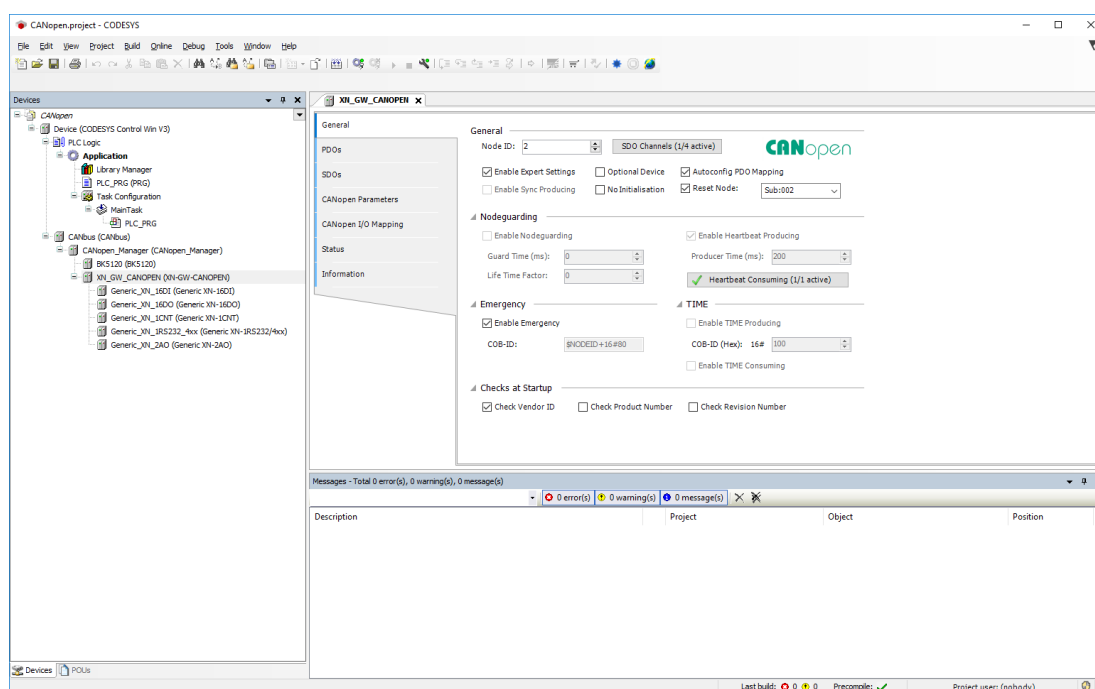 CANopen.project - CODESYS
File Edit View Project Build Online Debug Tools Window Help
Devices
CANopen
Device (CODESYS Control Win V3)
PLC Logic
Application
Library Manager
PLC_PRG (PRG)
Task Configuration
MainTask
PLC_PRG
CANbus (CANbus)
CANopen_Manager (CANopen_Manager)
BK5120 (BK5120)
XN_GW_CANOPEN (XN-GW-CANOPEN)
Generic_XN_16DI (Generic XN-16DI)
Generic_XN_16DO (Generic XN-16DO)
Generic_XN_1CNT (Generic XN-1CNT)
Generic_XN_1RS232_4xx (Generic XN-1RS232/4xx)
Generic_XN_2AO (Generic XN-2AO)
Devices POUs
XN_GW_CANOPEN
General
PDOs
SDOs
CANopen Parameters
CANopen I/O Mapping
Status
Information
General
Node ID: 2 SDO Channels (1/4 active) CANopen
Enable Expert Settings Optional Device Autoconfig PDO Mapping
Enable Sync Producing No Initialisation Reset Node: Sub:002
Nodeguarding
Enable Nodeguarding Enable Heartbeat Producing
Guard Time (ms): 0 Producer Time (ms): 200
Life Time Factor: 0 Heartbeat Consuming (1/1 active)
Emergency TIME
Enable Emergency Enable TIME Producing
COB-ID: $NODEID+16#80 COB-ID (Hex): 16# 100
Enable TIME Consuming
Checks at Startup
Check Vendor ID Check Product Number Check Revision Number
Messages - Total 0 error(s), 0 warning(s), 0 message(s)
0 error(s) 0 warning(s) 0 message(s)
Description Project Object Position
Last build: 0 0 Precompile: Project user: (nobody)